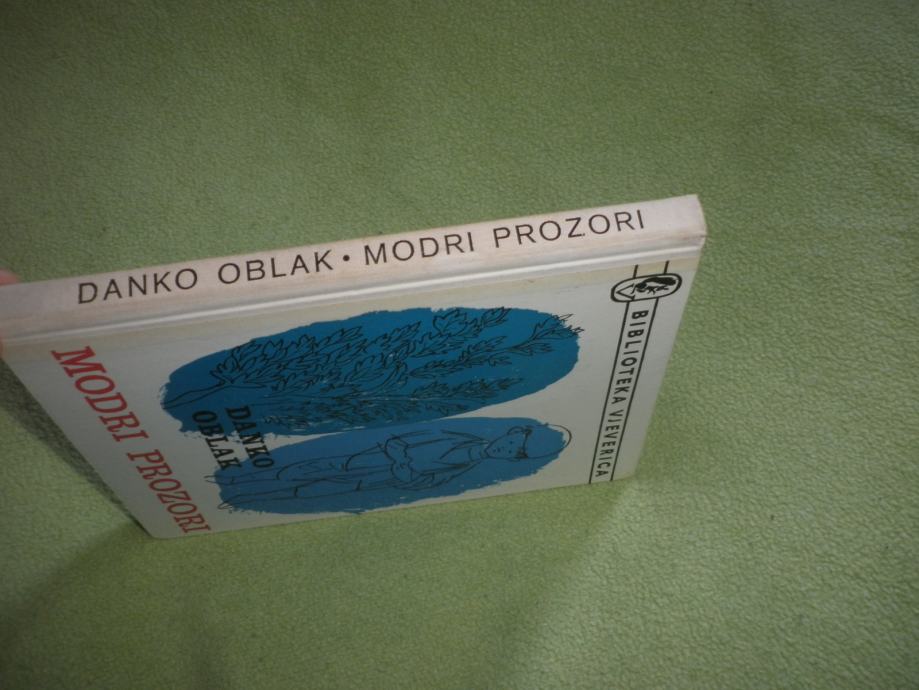 DANKO OBLAK • MODRI PROZORI
BIBLIOTEKA VJEVERICA
DANKO
OBLAK
MODRI PROZORI